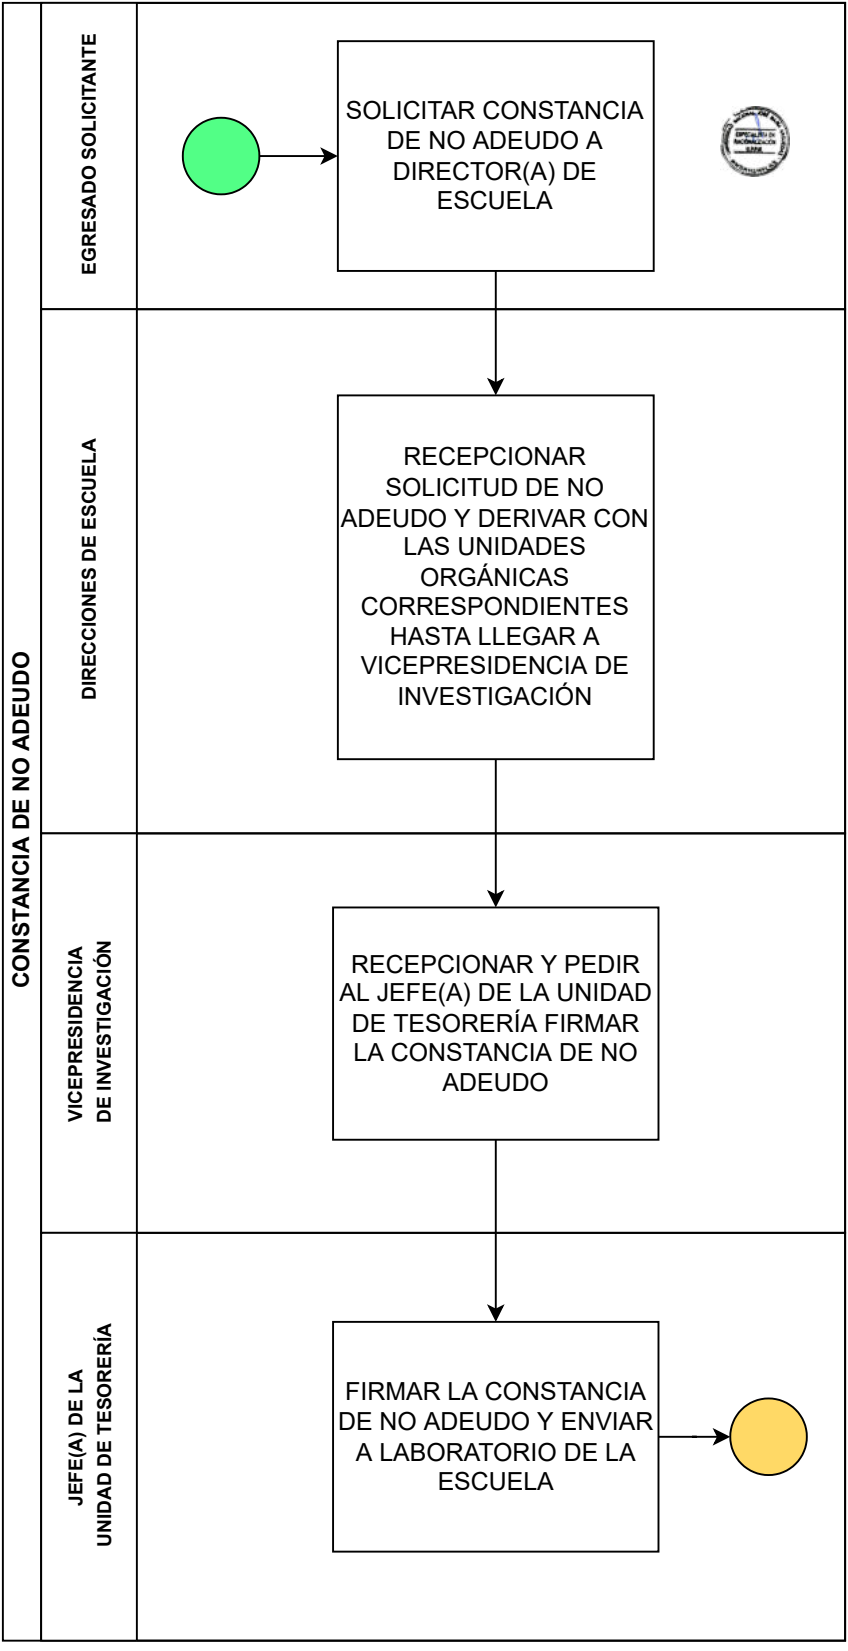 CONSTANCIA DE NO ADEUDO
EGRESADO SOLICITANTE
SOLICITAR CONSTANCIA
DE NO ADEUDO A
DIRECTOR(A) DE
ESCUELA
DIRECCIONES DE ESCUELA
RECEPCIONAR
SOLICITUD DE NO
ADEUDO Y DERIVAR CON
LAS UNIDADES
ORGÁNICAS
CORRESPONDIENTES
HASTA LLEGAR A
VICEPRESIDENCIA DE
INVESTIGACIÓN
VICEPRESIDENCIA
DE INVESTIGACIÓN
RECEPCIONAR Y PEDIR
AL JEFE(A) DE LA UNIDAD
DE TESORERÍA FIRMAR
LA CONSTANCIA DE NO
ADEUDO
JEFE(A) DE LA
UNIDAD DE TESORERÍA
FIRMAR LA CONSTANCIA
DE NO ADEUDO Y ENVIAR
A LABORATORIO DE LA
ESCUELA